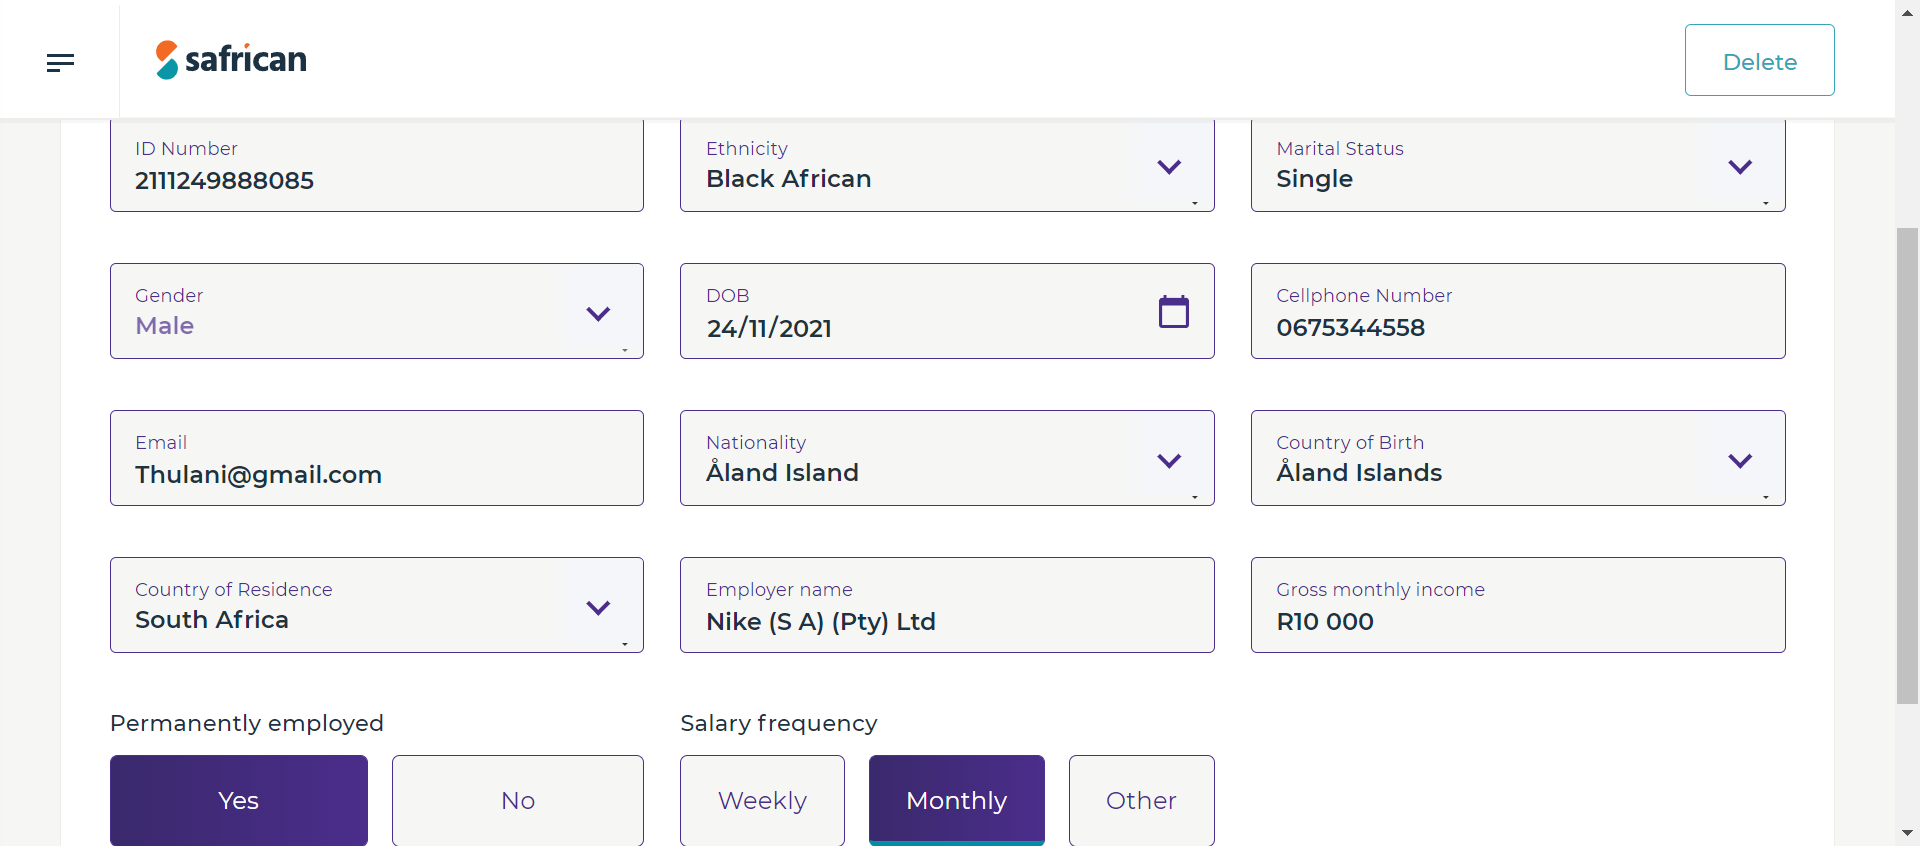 safrican
Delete
ID Number
2111249888085
Ethnicity
Black African
Marital Status
Single
Gender
Male
DOB
24/11/2021
Cellphone Number
0675344558
Email
Thulani@gmail.com
Nationality
Åland Island
Country of Birth
Åland Islands
Country of Residence
South Africa
Employer name
Nike (S A) (Pty) Ltd
Gross monthly income
R10 000
Permanently employed
Salary frequency
Yes
No
Weekly
Monthly
Other